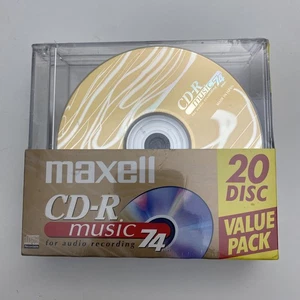 CD-R
music 74
maxell
CD-R
music 74
for audio recording
20
DISC
VALUE
PACK